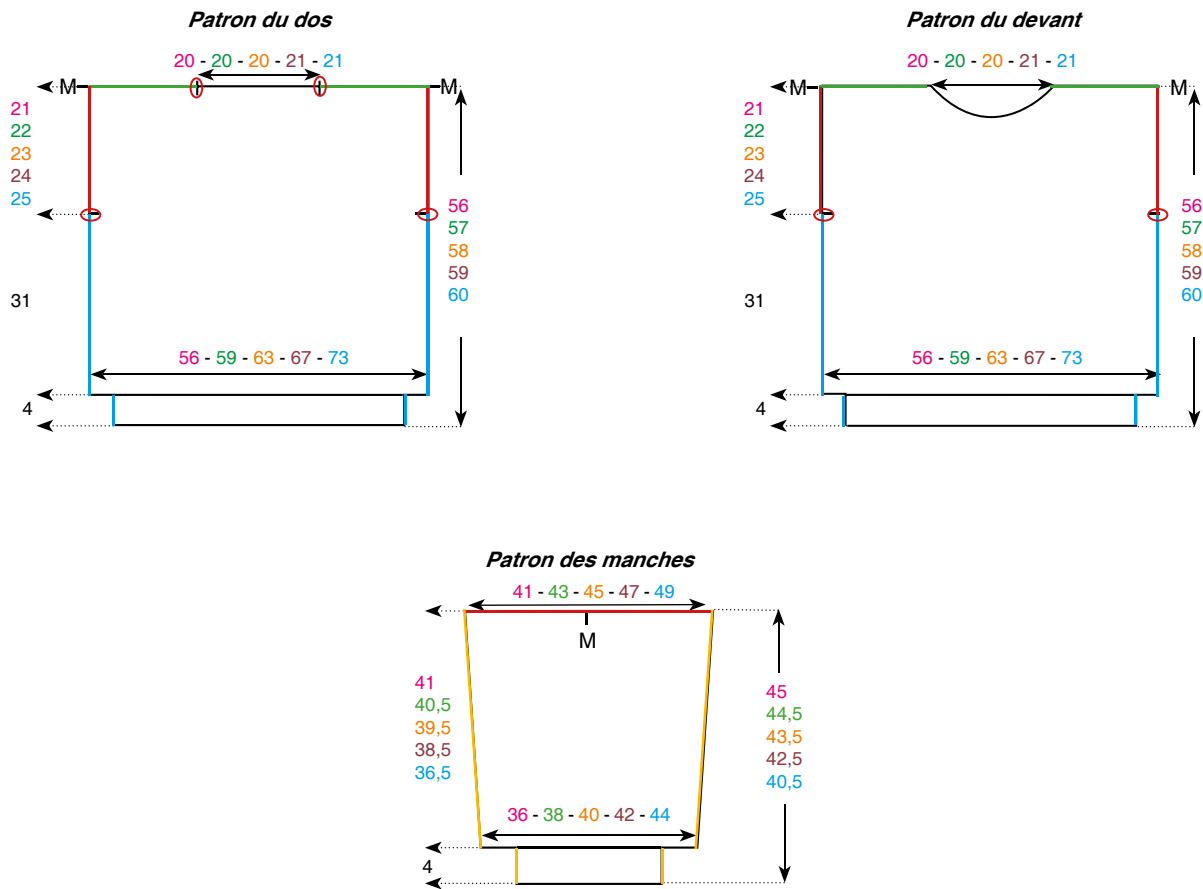 Patron du dos
20 - 20 - 20 - 21 - 21
M
M
21
22
23
24
25
56
57
58
59
60
31
56 - 59 - 63 - 67 - 73
4
Patron du devant
20 - 20 - 20 - 21 - 21
M
M
21
22
23
24
25
56
57
58
59
60
31
56 - 59 - 63 - 67 - 73
4
Patron des manches
41 - 43 - 45 - 47 - 49
M
41
40,5
39,5
38,5
36,5
45
44,5
43,5
42,5
40,5
36 - 38 - 40 - 42 - 44
4